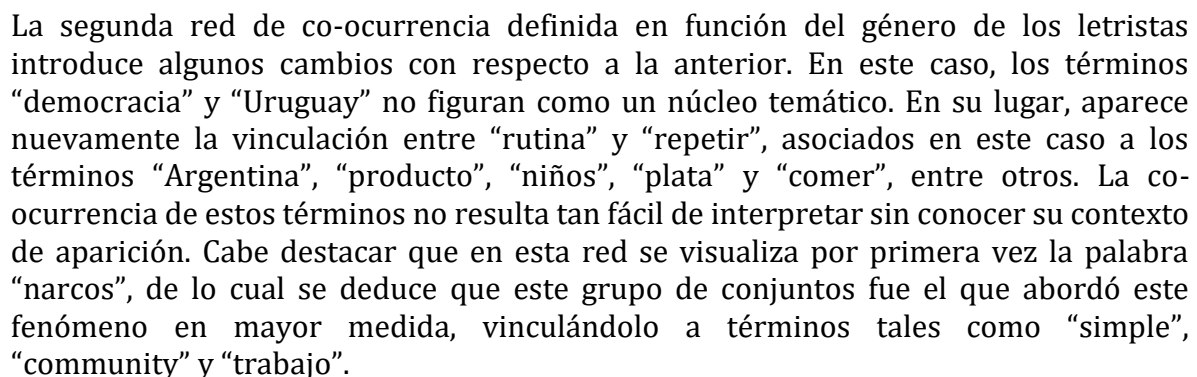 La segunda red de co-ocurrencia definida en función del género de los letristas
introduce algunos cambios con respecto a la anterior. En este caso, los términos
“democracia” y “Uruguay” no figuran como un núcleo temático. En su lugar, aparece
nuevamente la vinculación entre “rutina” y “repetir”, asociados en este caso a los
términos “Argentina”, “producto”, “niños”, “plata” y “comer”, entre otros. La co-
ocurrencia de estos términos no resulta tan fácil de interpretar sin conocer su contexto
de aparición. Cabe destacar que en esta red se visualiza por primera vez la palabra
“narcos”, de lo cual se deduce que este grupo de conjuntos fue el que abordó este
fenómeno en mayor medida, vinculándolo a términos tales como “simple”,
“community” y “trabajo”.